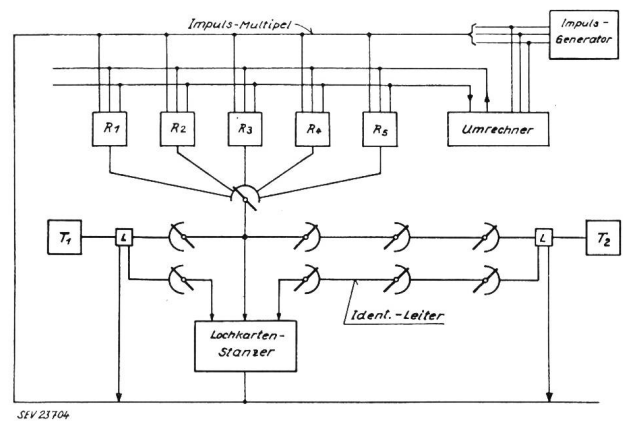 Impuls-Multipel
Impuls-
Generator
R1
R2
R3
R4
R5
Umrechner
T1
L
L
T2
Ident.-Leiter
Lochkarten-
Stanzer
SEV 23704